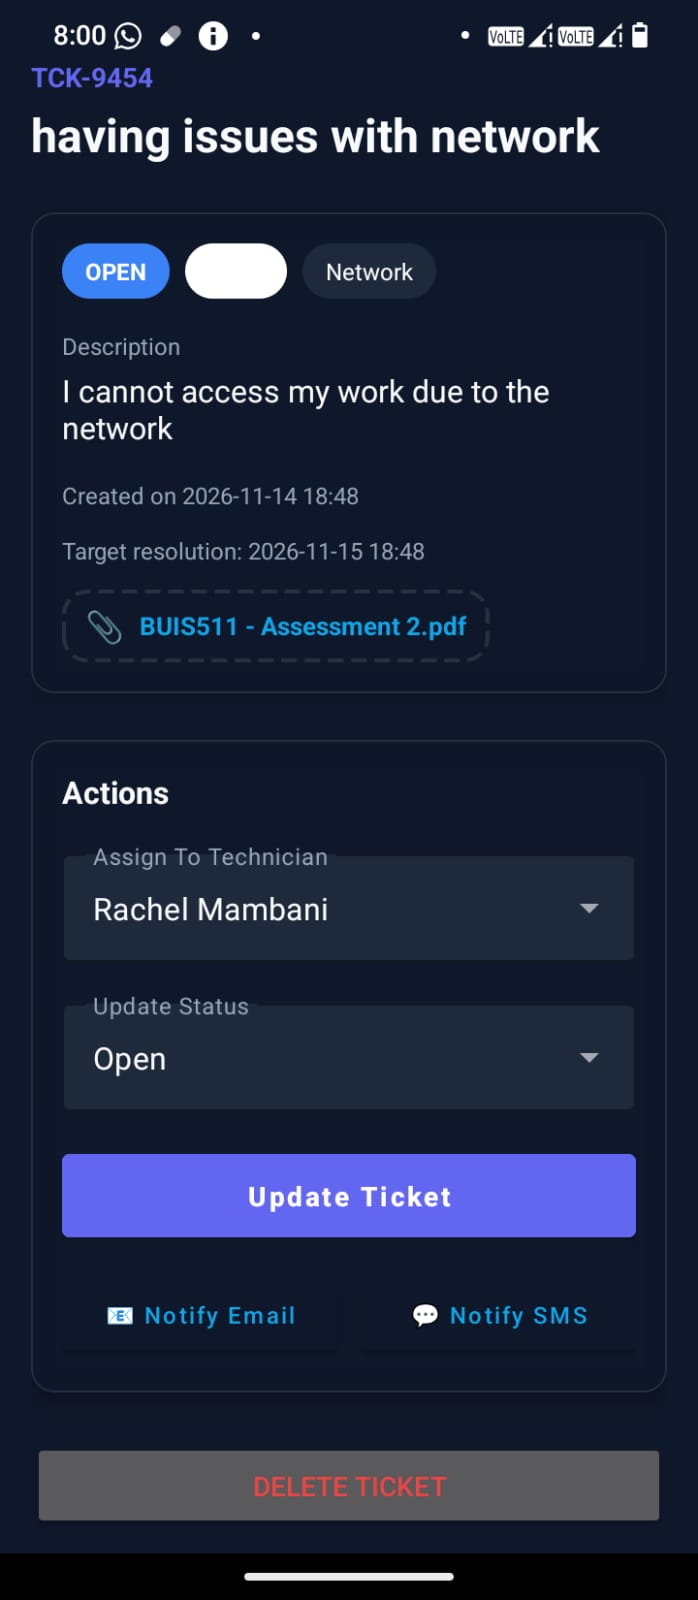 8:00
VoLTE VoLTE
TCK-9454
having issues with network
OPEN Network
Description
I cannot access my work due to the
network
Created on 2026-11-14 18:48
Target resolution: 2026-11-15 18:48
BUIS511 - Assessment 2.pdf
Actions
Assign To Technician
Rachel Mambani
Update Status
Open
Update Ticket
📧 Notify Email 💬 Notify SMS
DELETE TICKET